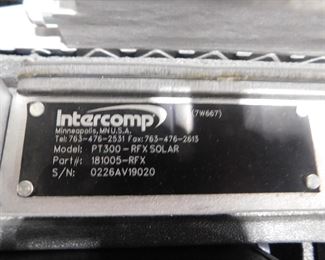 Intercomp (7W667)
Minneapolis, MN U.S.A.
Tel: 763-476-2531 Fax: 763-476-2613
Model: PT300-RFX SOLAR
Part#: 181005-RFX
S/N: 0226AV19020